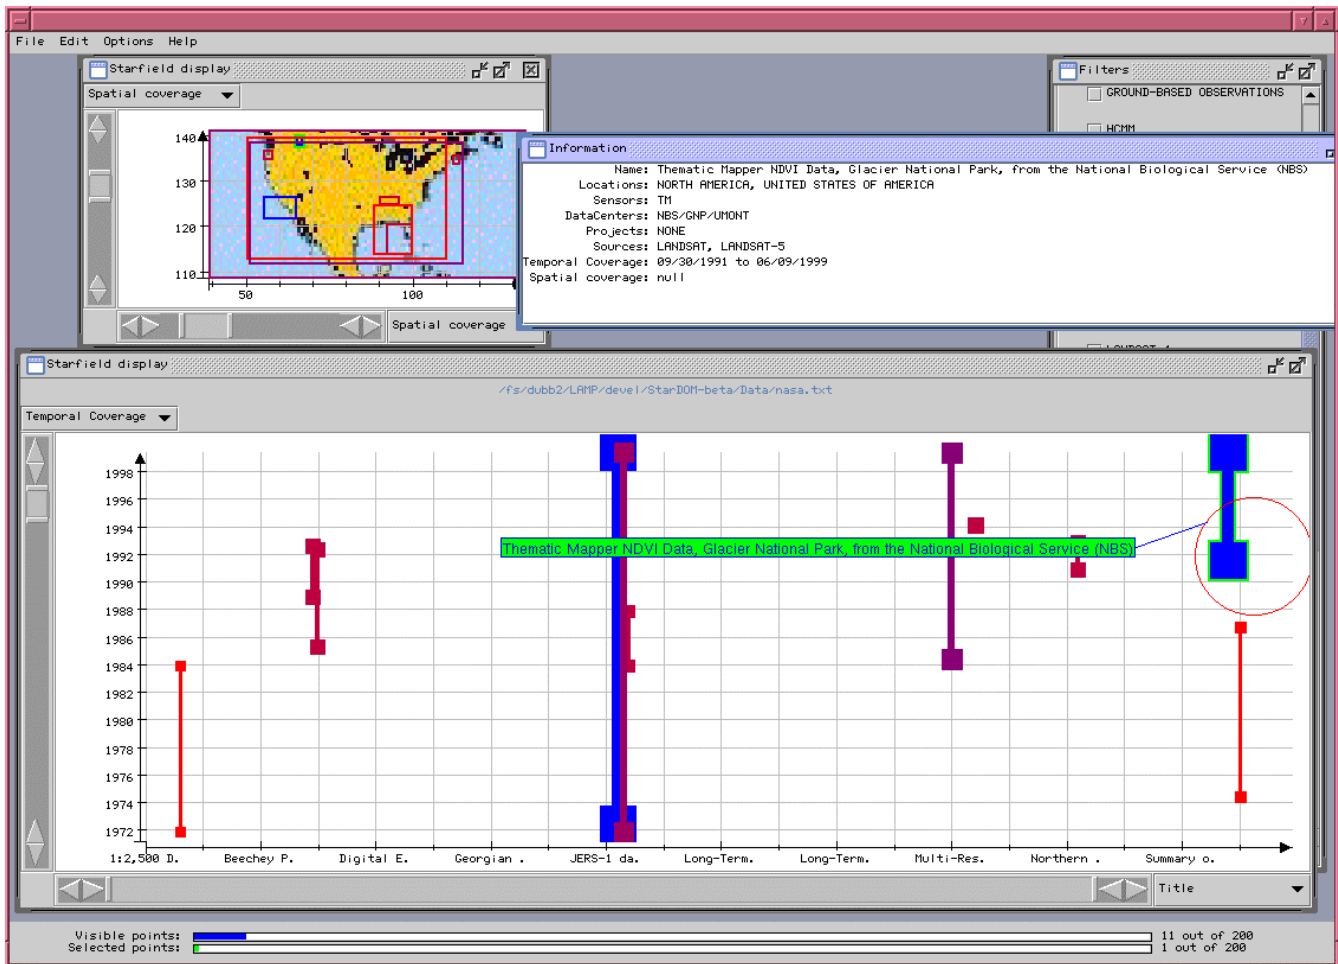 File Edit Options Help
Starfield display
Spatial coverage
140
130
120
110
50 100
Spatial coverage
Filters
GROUND-BASED OBSERVATIONS
HCMM
Information
Name: Thematic Mapper NDVI Data, Glacier National Park, from the National Biological Service (NBS)
Locations: NORTH AMERICA, UNITED STATES OF AMERICA
Sensors: TM
DataCenters: NBS/GNP/UMONT
Projects: NONE
Sources: LANDSAT, LANDSAT-5
Temporal Coverage: 09/30/1991 to 06/09/1999
Spatial coverage: null
Starfield display
/fs/dubb2/LAMP/devel/StarDOM-beta/Data/nasa.txt
Temporal Coverage
1998
1996
1994
Thematic Mapper NDVI Data, Glacier National Park, from the National Biological Service (NBS)
1992
1990
1988
1986
1984
1982
1980
1978
1976
1974
1972
1:2,500 D. Beechey P. Digital E. Georgian . JERS-1 da. Long-Term. Long-Term. Multi-Res. Northern . Summary o.
Title
Visible points: 11 out of 200
Selected points: 1 out of 200